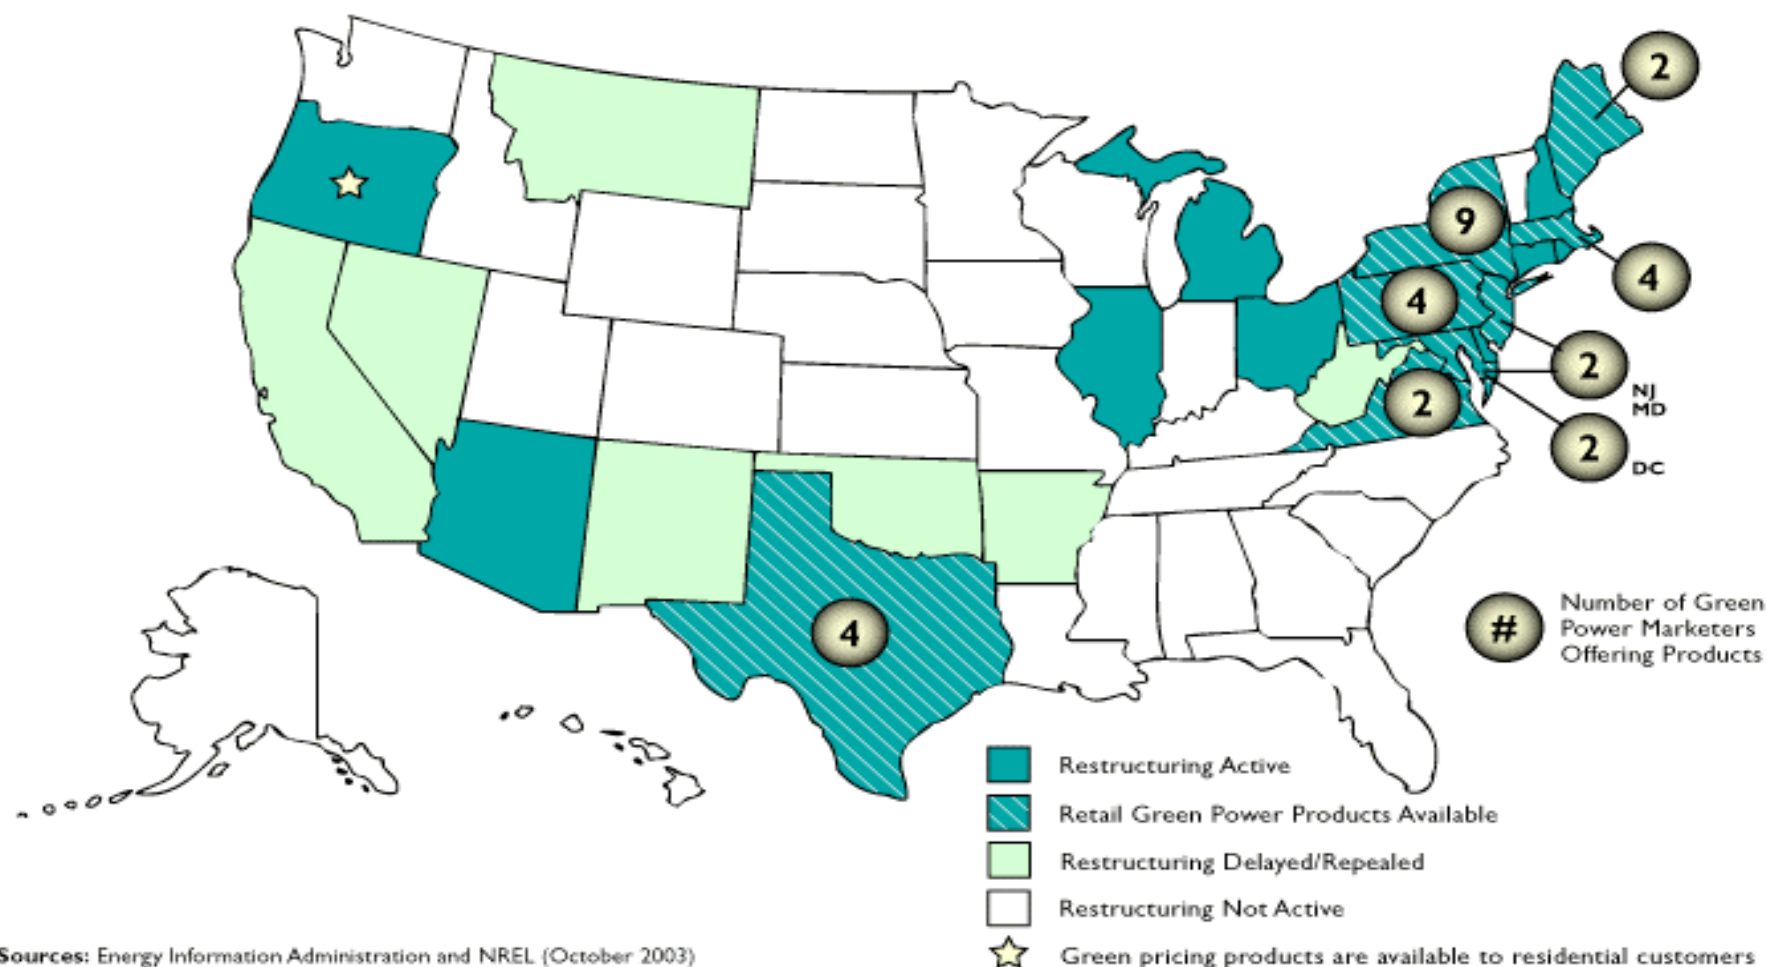 2
9
4
4
2
NJ
MD
2
2
DC
4
#
Number of Green
Power Marketers
Offering Products
Restructuring Active
Retail Green Power Products Available
Restructuring Delayed/Repealed
Restructuring Not Active
Sources: Energy Information Administration and NREL (October 2003)
Green pricing products are available to residential customers